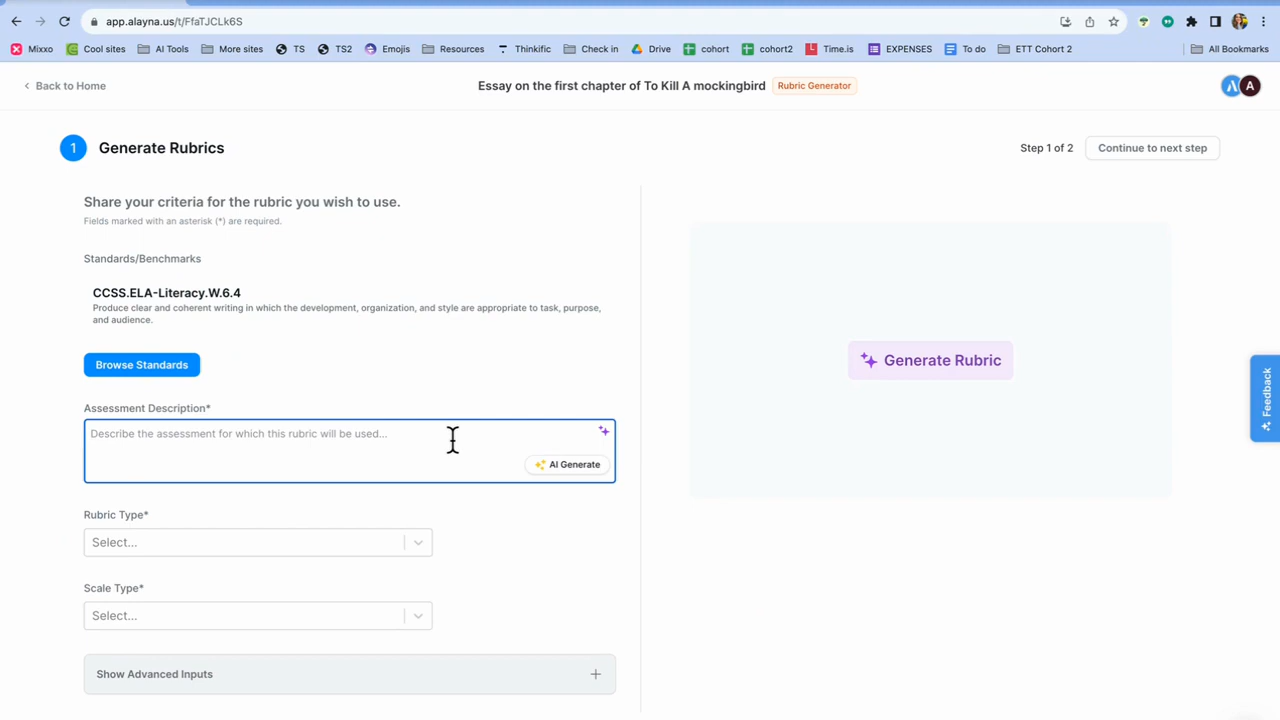 app.alayna.us/t/FfaTJCLk6S
Mixxo Cool sites AI Tools More sites TS TS2 Emojis Resources Thinkific Check in Drive cohort cohort2 Time.is EXPENSES To do ETT Cohort 2 All Bookmarks
Back to Home
Essay on the first chapter of To Kill A mockingbird Rubric Generator
A
1 Generate Rubrics
Step 1 of 2 Continue to next step
Share your criteria for the rubric you wish to use.
Fields marked with an asterisk (*) are required.
Standards/Benchmarks
CCSS.ELA-Literacy.W.6.4
Produce clear and coherent writing in which the development, organization, and style are appropriate to task, purpose,
and audience.
Browse Standards
Generate Rubric
Feedback
Assessment Description*
Describe the assessment for which this rubric will be used...
AI Generate
Rubric Type*
Select...
Scale Type*
Select...
Show Advanced Inputs